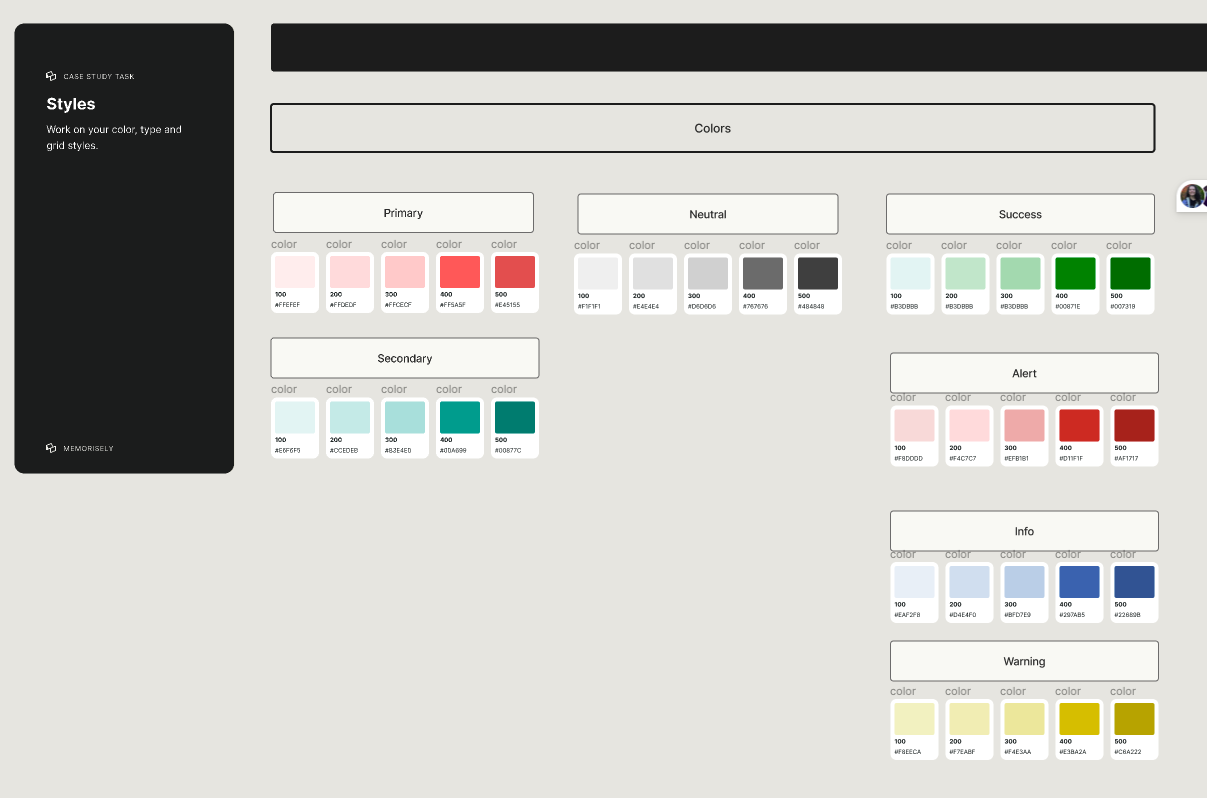 CASE STUDY TASK
Styles
Work on your color, type and
grid styles.
MEMORISELY
Colors
Primary
color color color color color
100 200 300 400 500
#FFEFEF #FFDEDF #FFCECF #FF5A5F #E45155
Secondary
color color color color color
100 200 300 400 500
#E6F6F5 #CCEDEB #B3E4E0 #00A699 #00877C
Neutral
color color color color color
100 200 300 400 500
#F1F1F1 #E4E4E4 #D6D6D6 #767676 #484848
Success
color color color color color
100 200 300 400 500
#B3DBBB #B3DBBB #B3DBBB #00871E #007319
Alert
color color color color color
100 200 300 400 500
#F9DDDD #F4C7C7 #EFB1B1 #D11F1F #AF1717
Info
color color color color color
100 200 300 400 500
#EAF2F8 #D4E4F0 #BFD7E9 #297AB5 #22689B
Warning
color color color color color
100 200 300 400 500
#F8EECA #F7EABF #F4E3AA #E3BA2A #C6A222